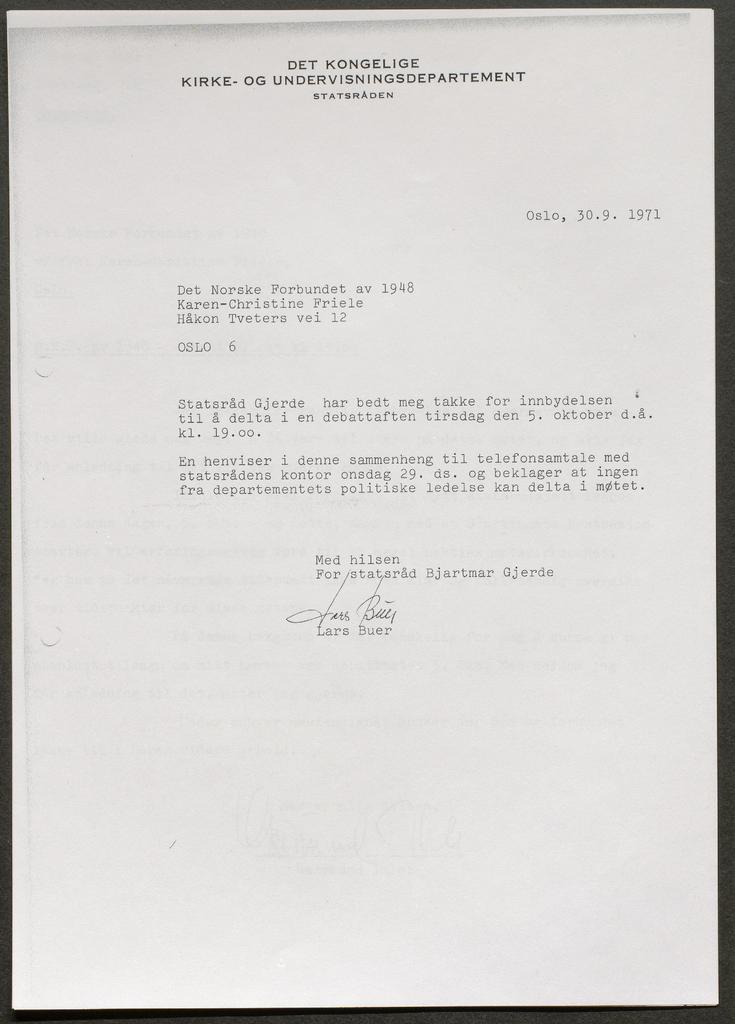 DET KONGELIGE
KIRKE- OG UNDERVISNINGSDEPARTEMENT
STATSRÅDEN
Oslo, 30.9. 1971
Det Norske Forbundet av 1948
Karen-Christine Friele
Håkon Tveters vei 12
OSLO 6
Statsråd Gjerde har bedt meg takke for innbydelsen
til å delta i en debattaften tirsdag den 5. oktober d.å.
kl. 19.oo.
En henviser i denne sammenheng til telefonsamtale med
statsrådens kontor onsdag 29. ds. og beklager at ingen
fra departementets politiske ledelse kan delta i møtet.
Med hilsen
For statsråd Bjartmar Gjerde
Lars Buer
Lars Buer